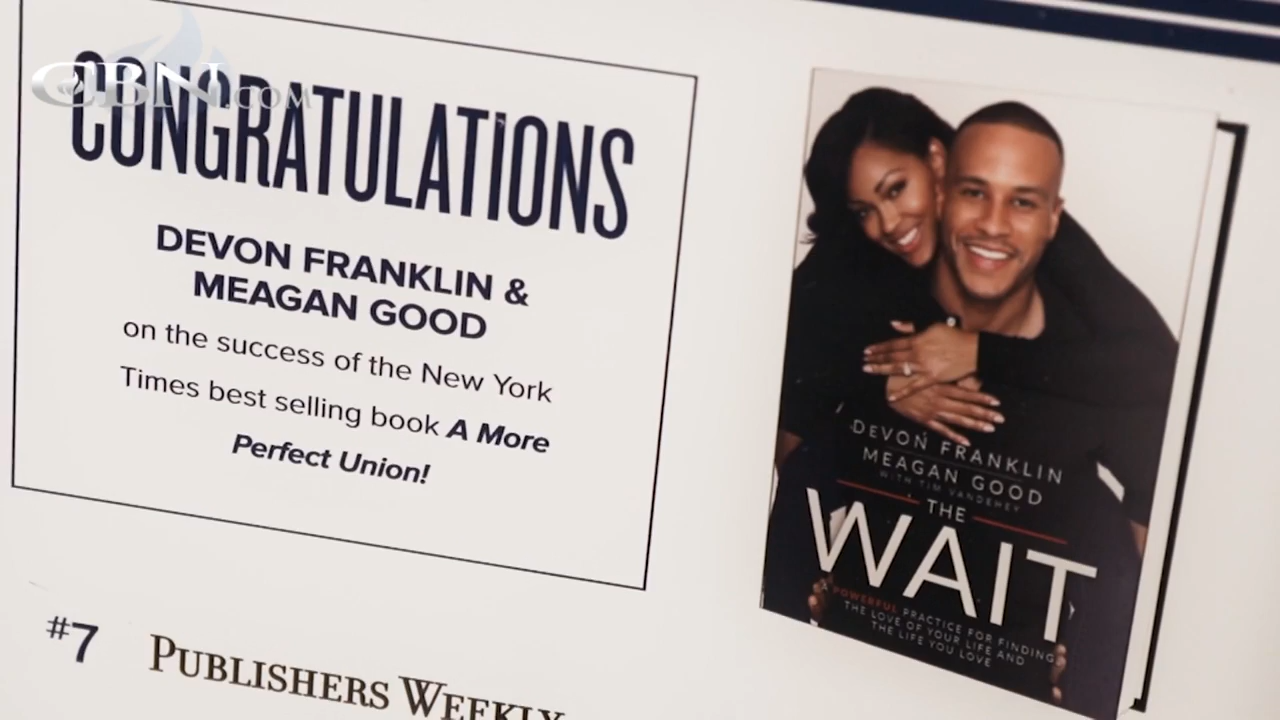 CBN.COM
CONGRATULATIONS
DEVON FRANKLIN &
MEAGAN GOOD
on the success of the New York
Times best selling book A More
Perfect Union!
#7 PUBLISHERS WEEKLY
DEVON FRANKLIN
MEAGAN GOOD
WITH TIM VANDEHEY
THE
WAIT
A POWERFUL PRACTICE FOR FINDING
THE LOVE OF YOUR LIFE AND
THE LIFE YOU LOVE